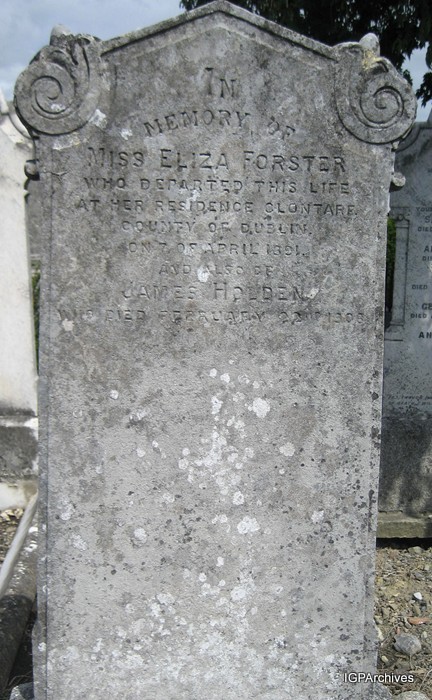 IN
MEMORY OF
MISS ELIZA FORSTER
WHO DEPARTED THIS LIFE
AT HER RESIDENCE CLONTARF
COUNTY OF DUBLIN.
ON 7 OF APRIL 1891.
AND ALSO OF
JAMES HOLDEN
WHO DIED FEBRUARY
IGPArchives